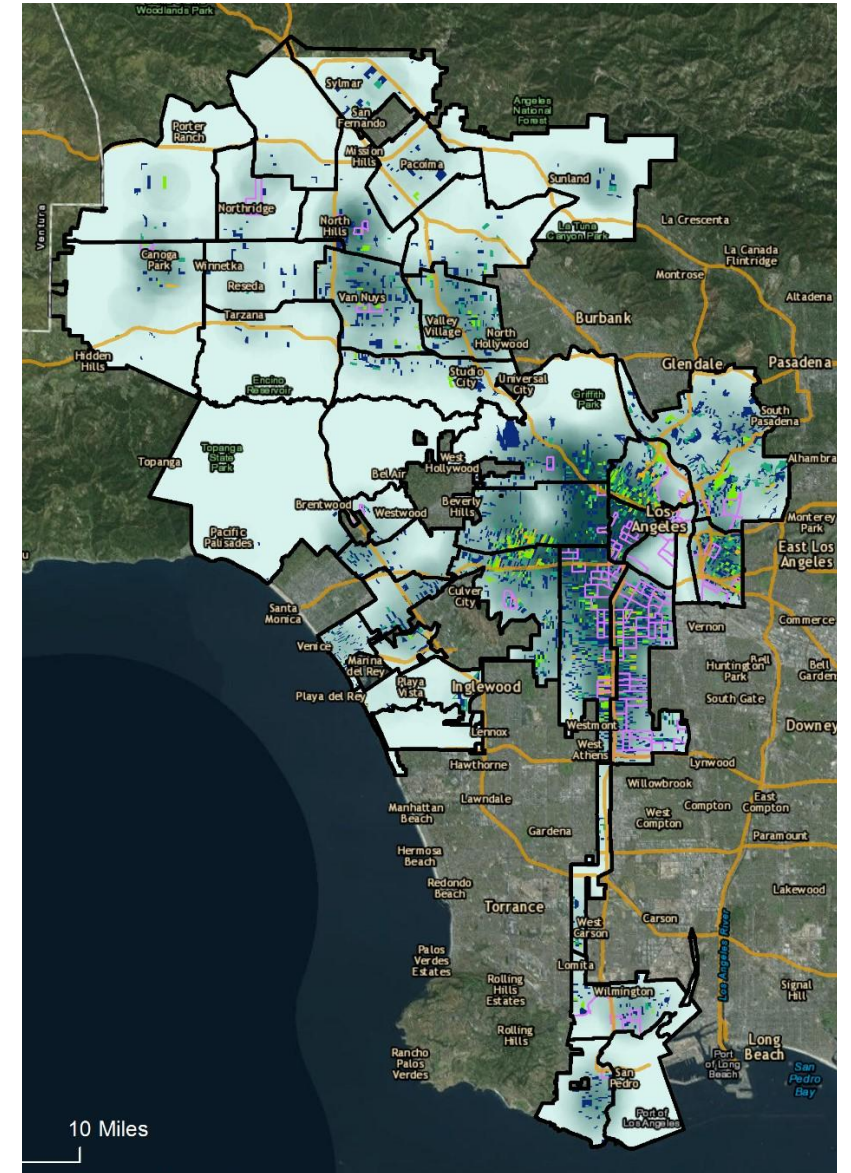 Woodlands Park
Sylmar
San
Fernando
Angeles
National
Forest
Porter
Ranch
Mission
Hills
Pacoima
Sunland
Northridge
North
Hills
La Tuna
Canyon Park
La Crescenta
Ventura
Canoga
Park
Winnetka
Reseda
La Canada
Flintridge
Montrose
Van Nuys
Altadena
Tarzana
Valley
Village
North
Hollywood
Burbank
Hidden
Hills
Encino
Reservoir
Studio
City
Universal
City
Glendale
Pasadena
Griffith
Park
South
Pasadena
Topanga
Topanga
State
Park
Bel Air
West
Hollywood
Alhambra
Brentwood
Westwood
Beverly
Hills
Los
Angeles
Monterey
Park
Pacific
Palisades
East Los
Angeles
Santa
Monica
Culver
City
Commerce
Venice
Vernon
Marina
del Rey
Playa
Vista
Playa del Rey
Inglewood
Huntington
Park
Bell
Bell
Garden
South Gate
Lennox
Westmont
West
Athens
Downey
Hawthorne
Lynwood
Willowbrook
Manhattan
Beach
Lawndale
West
Compton
Compton
East
Compton
Gardena
Paramount
Hermosa
Beach
Redondo
Beach
Lakewood
Torrance
West
Carson
Carson
Los Angeles River
Palos
Verdes
Estates
Lomita
Rolling
Hills
Estates
Wilmington
Signal
Hill
Rolling
Hills
Rancho
Palos
Verdes
San
Pedro
Port
of Long
Beach
Long
Beach
San
Pedro
Bay
Port of
Los Angeles
10 Miles